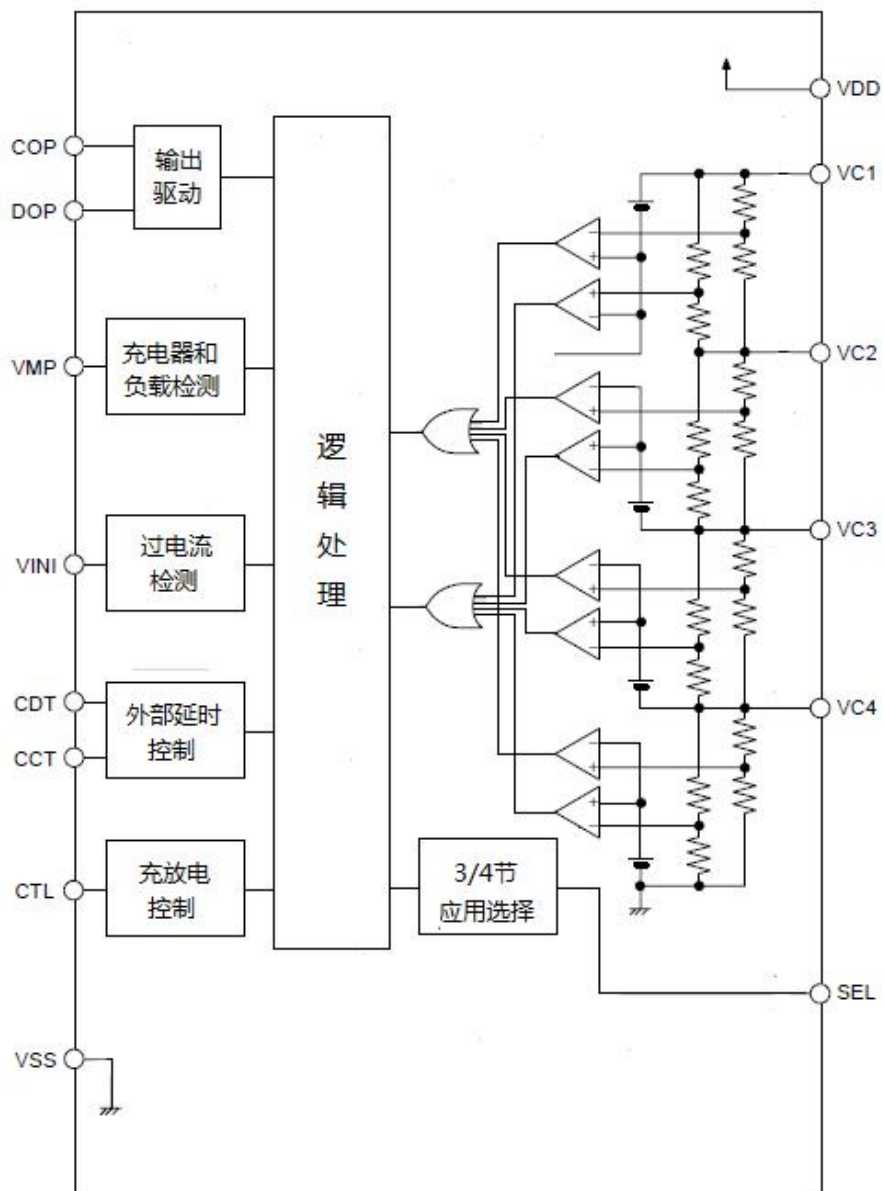 VDD
COP
输出
驱动
DOP
VC1
VMP
充电器和
负载检测
VC2
逻
辑
处
理
VINI
过电流
检测
VC3
CDT
外部延时
控制
CCT
VC4
CTL
充放电
控制
3/4节
应用选择
SEL
VSS